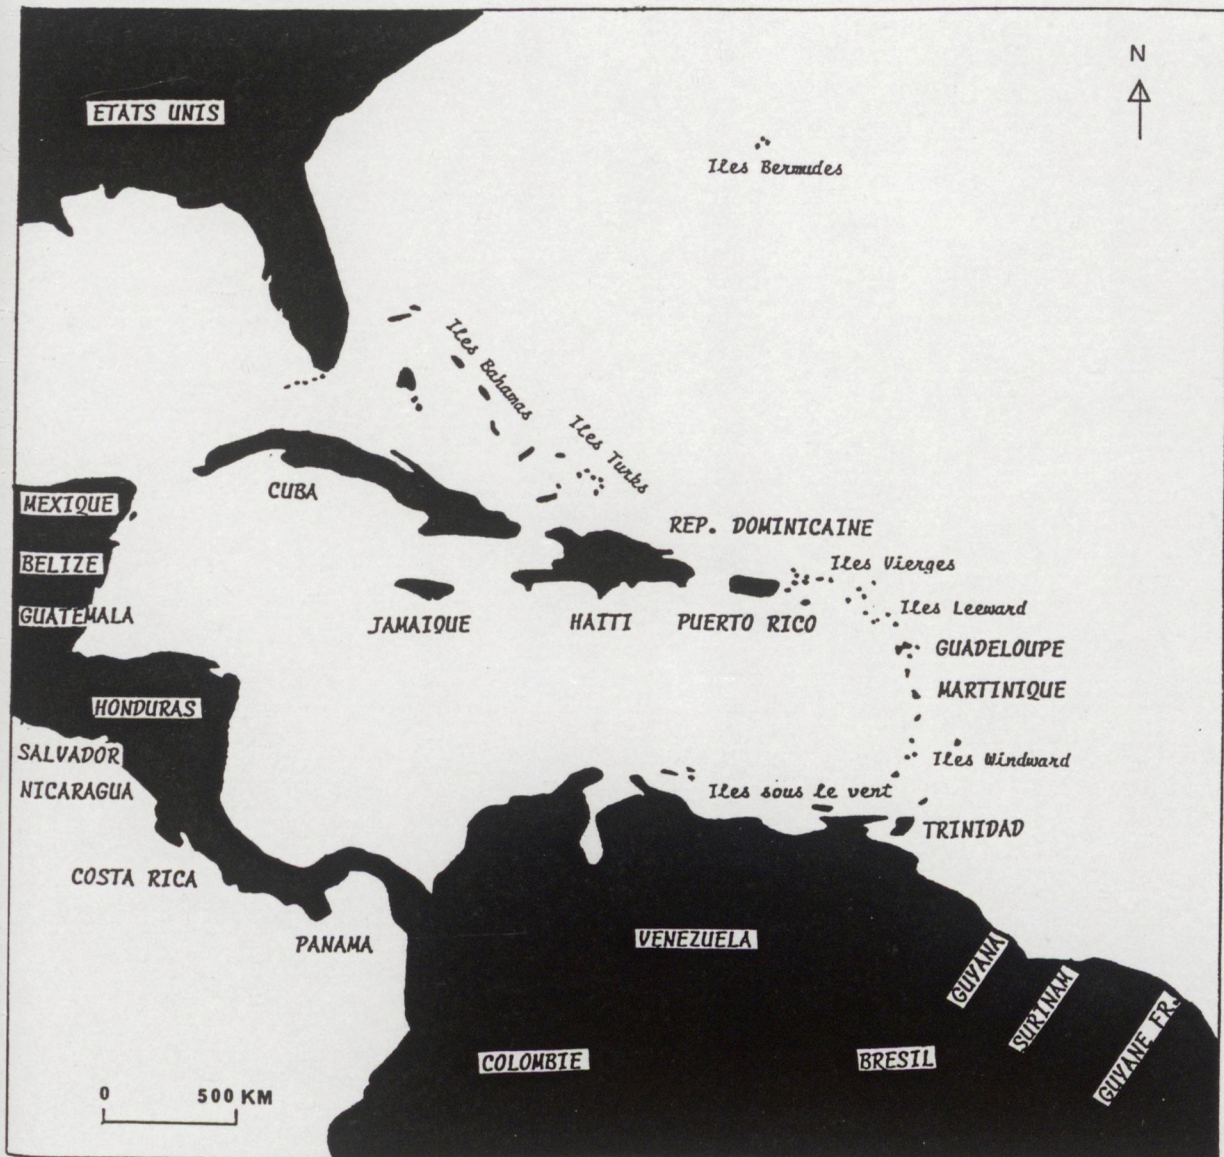 N
ETATS UNIS
Iles Bermudes
Iles Bahamas
Iles Turks
CUBA
MEXIQUE
REP. DOMINICAINE
BELIZE
Iles Vierges
GUATEMALA
JAMAIQUE
HAITI
PUERTO RICO
Iles Leeward
GUADELOUPE
MARTINIQUE
HONDURAS
SALVADOR
Iles Windward
NICARAGUA
Iles sous le vent
TRINIDAD
COSTA RICA
PANAMA
VENEZUELA
GUYANA
SURINAM
GUYANE FR.
COLOMBIE
BRESIL
0 500 KM